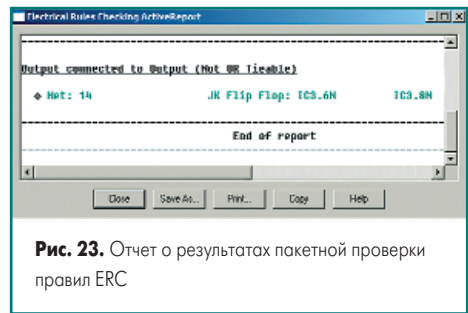 Electrical Rules Checking ActiveReport
Output connected to Output (Not OR Tieable)
Net: 14 JK Flip Flop: IC3.6N IC3.8N
End of report
Close Save As... Print... Copy Help
Рис. 23. Отчет о результатах пакетной проверки
правил ERC